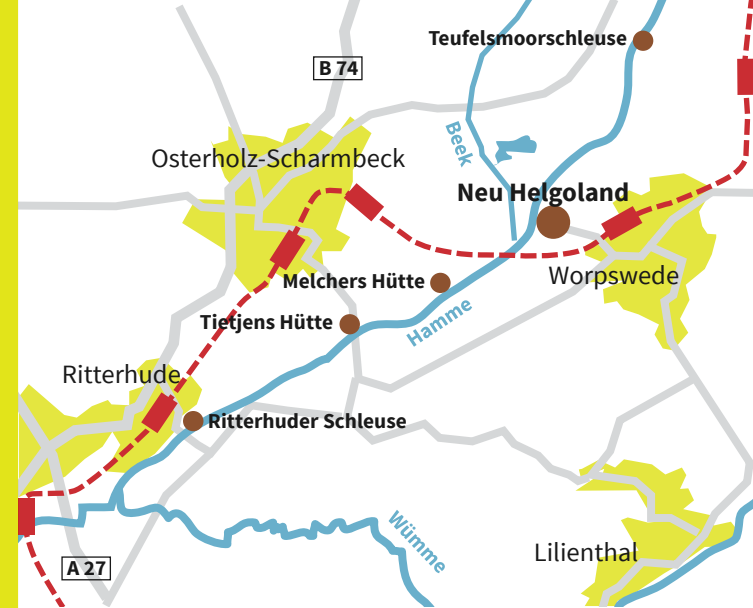 Teufelsmoorschleuse
B 74
Beek
Osterholz-Scharmbeck
Neu Helgoland
Worpswede
Melchers Hütte
Tietjens Hütte
Hamme
Ritterhude
Ritterhuder Schleuse
Wümme
Lilienthal
A 27